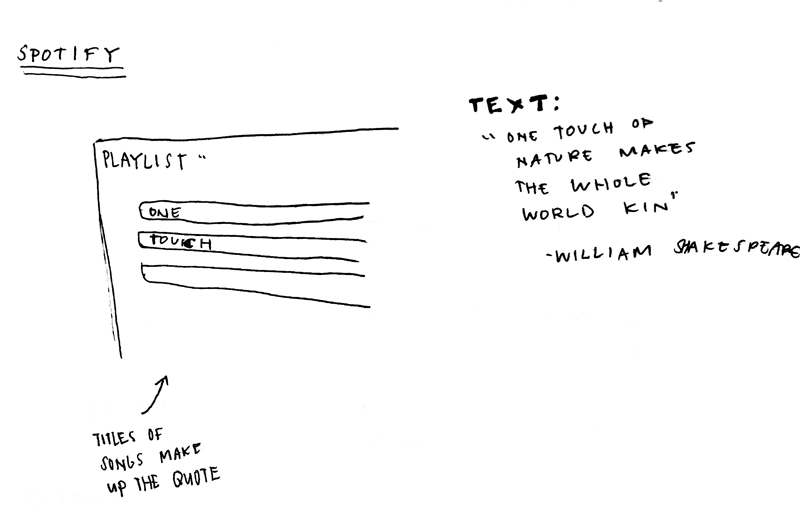 SPOTIFY
PLAYLIST "
ONE
TOUCH
TITLES OF
SONGS MAKE
UP THE QUOTE
TEXT:
"ONE TOUCH OF
NATURE MAKES
THE WHOLE
WORLD KIN"
-WILLIAM SHAKESPEARE